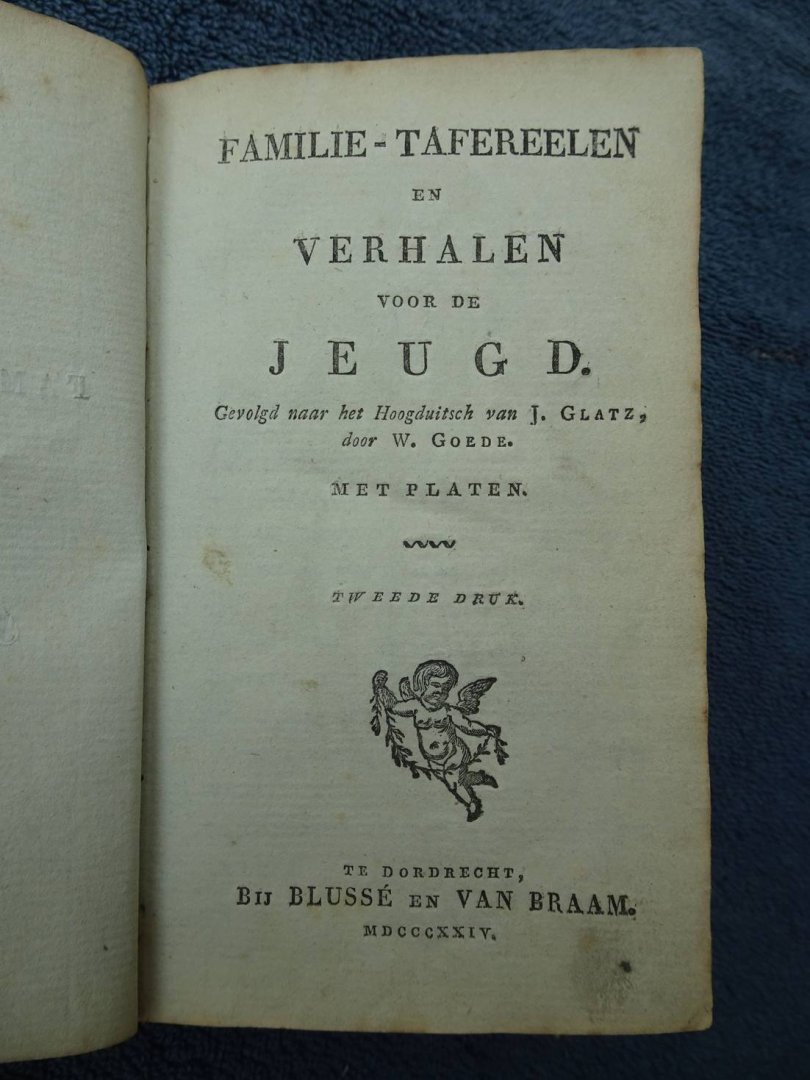 FAMILIE-TAFEREELEN
EN
VERHALEN
VOOR DE
JEUGD.
Gevolgd naar het Hoogduitsch van J. GLATZ,
door W. GOEDE.
MET PLATEN.
TWEEDE DRUK.
TE DORDRECHT,
BIJ BLUSSÉ EN VAN BRAAM.
MDCCCXXIV.